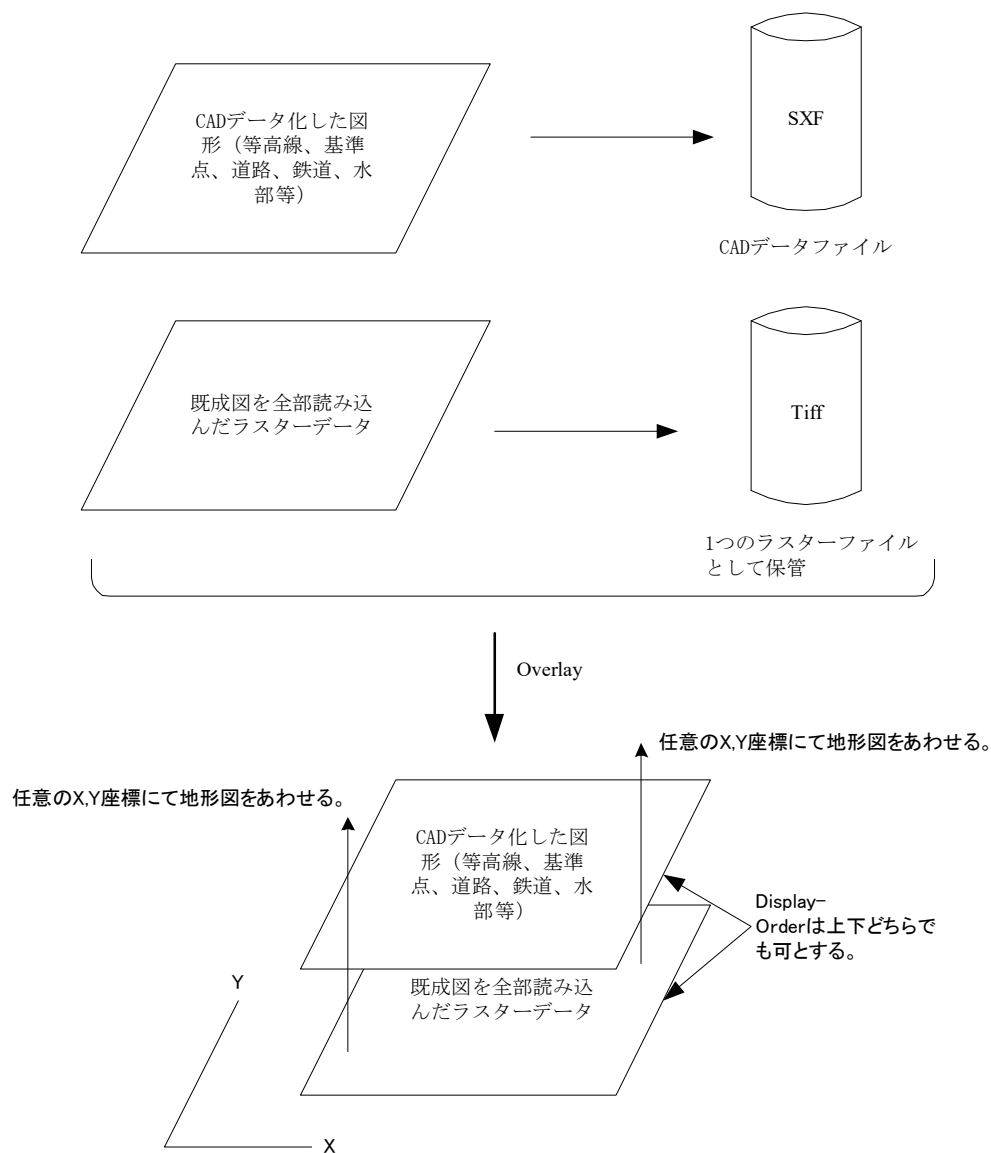 CADデータ化した図
形（等高線、基準
点、道路、鉄道、水
部等）
SXF
CADデータファイル
既成図を全部読み込
んだラスターデータ
Tiff
1つのラスターファイル
として保管
Overlay
任意のX,Y座標にて地形図をあわせる。
任意のX,Y座標にて地形図をあわせる。
CADデータ化した図
形（等高線、基準
点、道路、鉄道、水
部等）
Display-
Orderは上下どちらで
も可とする。
既成図を全部読み込
んだラスターデータ
Y
X